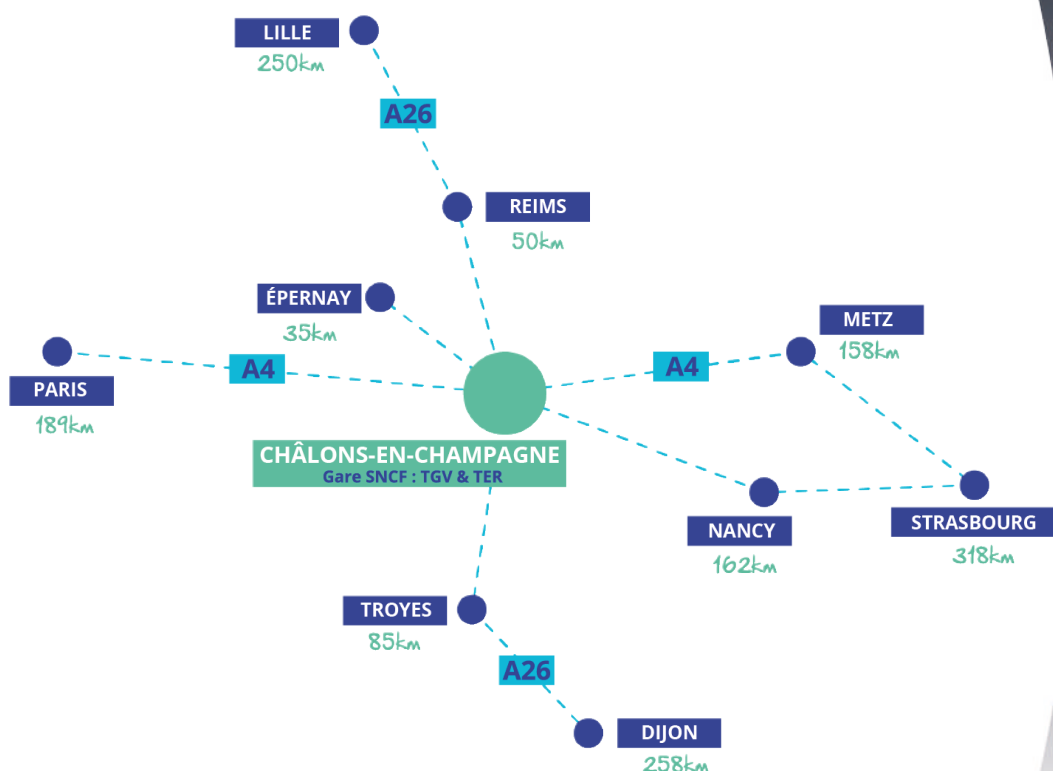 LILLE
250km
A26
REIMS
50km
ÉPERNAY
35km
METZ
158km
PARIS
189km
A4
A4
CHÂLONS-EN-CHAMPAGNE
Gare SNCF : TGV & TER
NANCY
162km
STRASBOURG
318km
TROYES
85km
A26
DIJON
258km